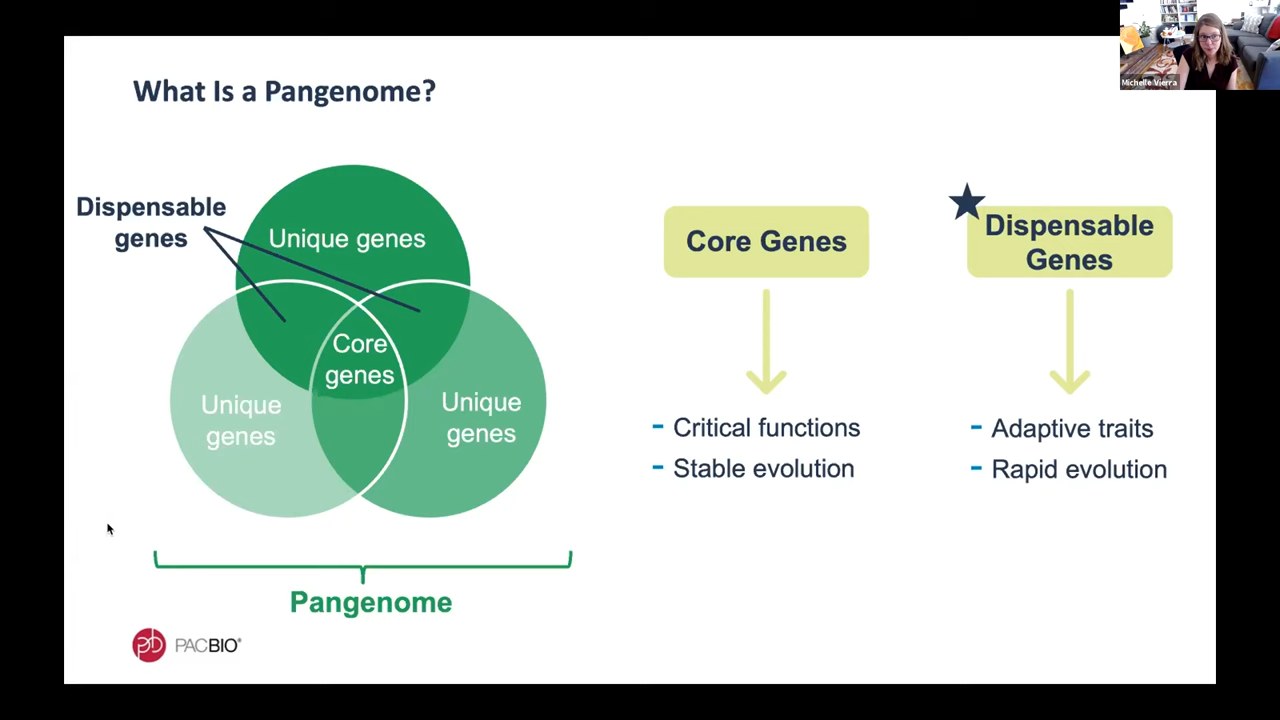 Michelle Vierra
What Is a Pangenome?
Dispensable
genes
Unique genes
Core
genes
Unique
genes
Unique
genes
Pangenome
Core Genes
- Critical functions
- Stable evolution
Dispensable
Genes
- Adaptive traits
- Rapid evolution
PACBIO®